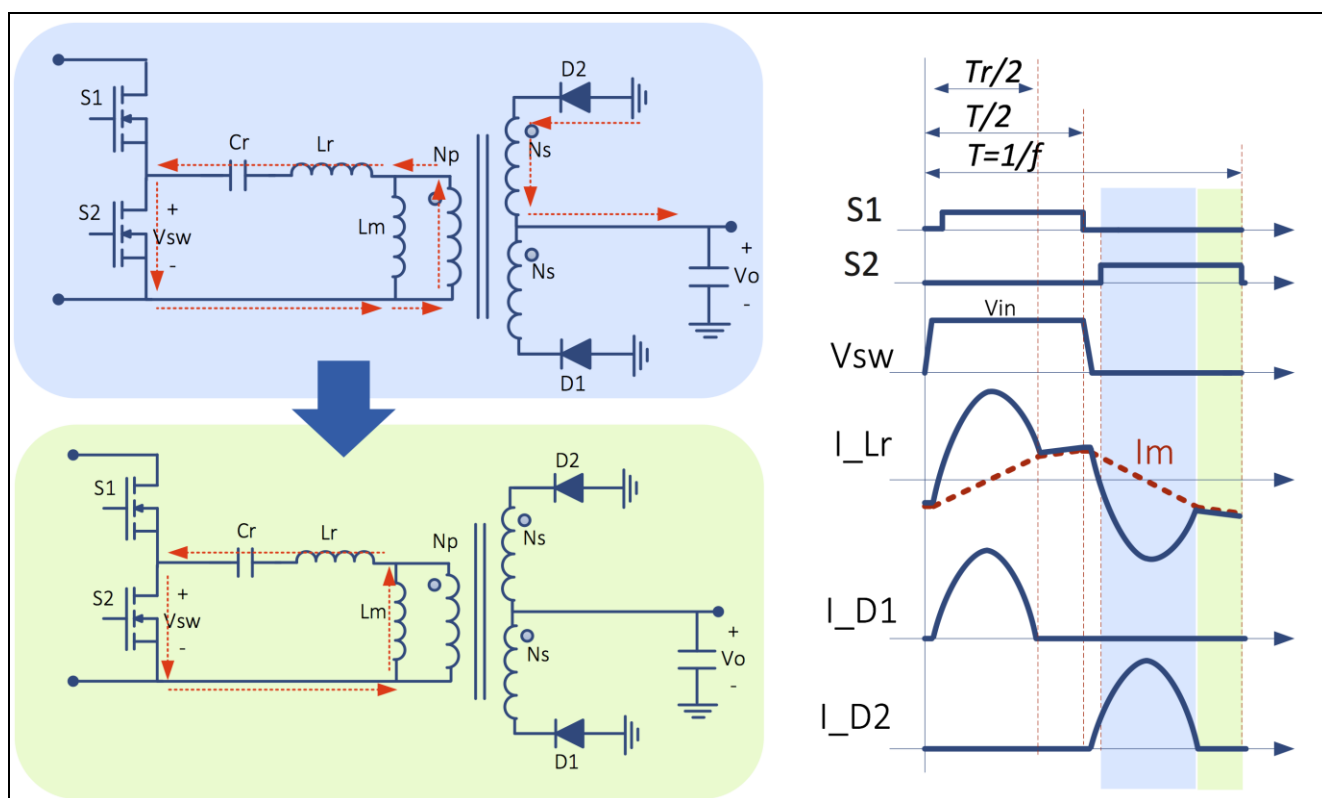 D2
S1
Cr
Lr
Np
Ns
S2
+
Vsw
-
Lm
Ns
+
Vo
-
D1
D2
S1
Cr
Lr
Np
Ns
S2
+
Vsw
-
Lm
Ns
+
Vo
-
D1
Tr/2
T/2
T=1/f
S1
S2
Vin
Vsw
I_Lr
Im
I_D1
I_D2